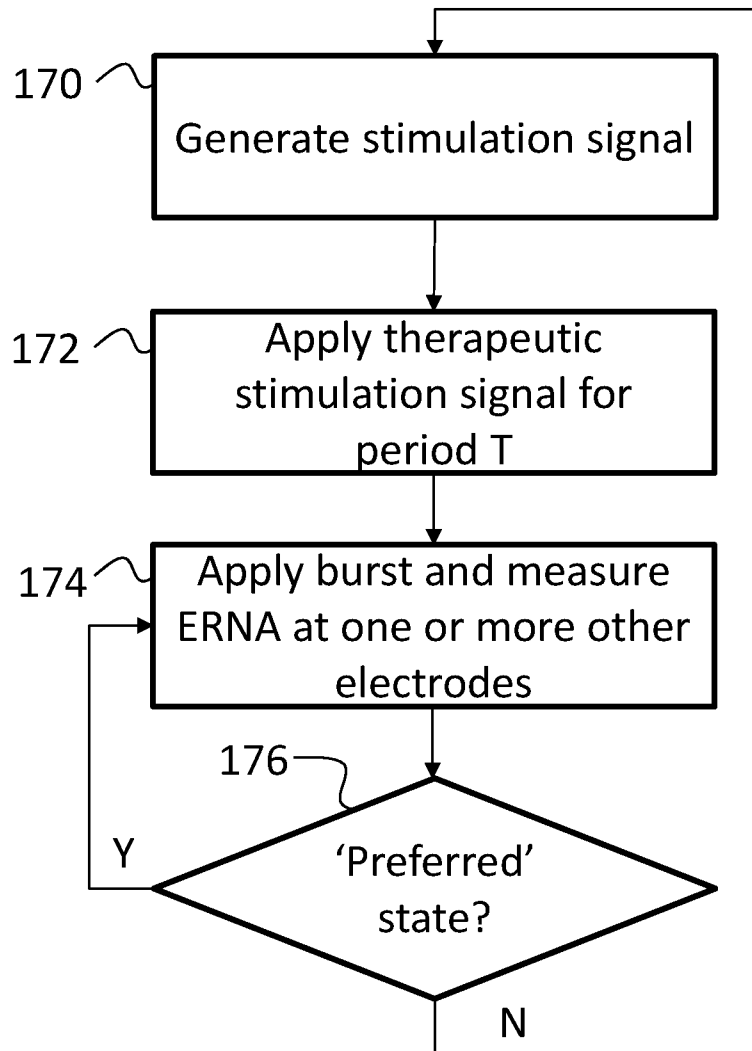 170
Generate stimulation signal
172
Apply therapeutic
stimulation signal for
period T
174
Apply burst and measure
ERNA at one or more other
electrodes
176
Y
‘Preferred’
state?
N